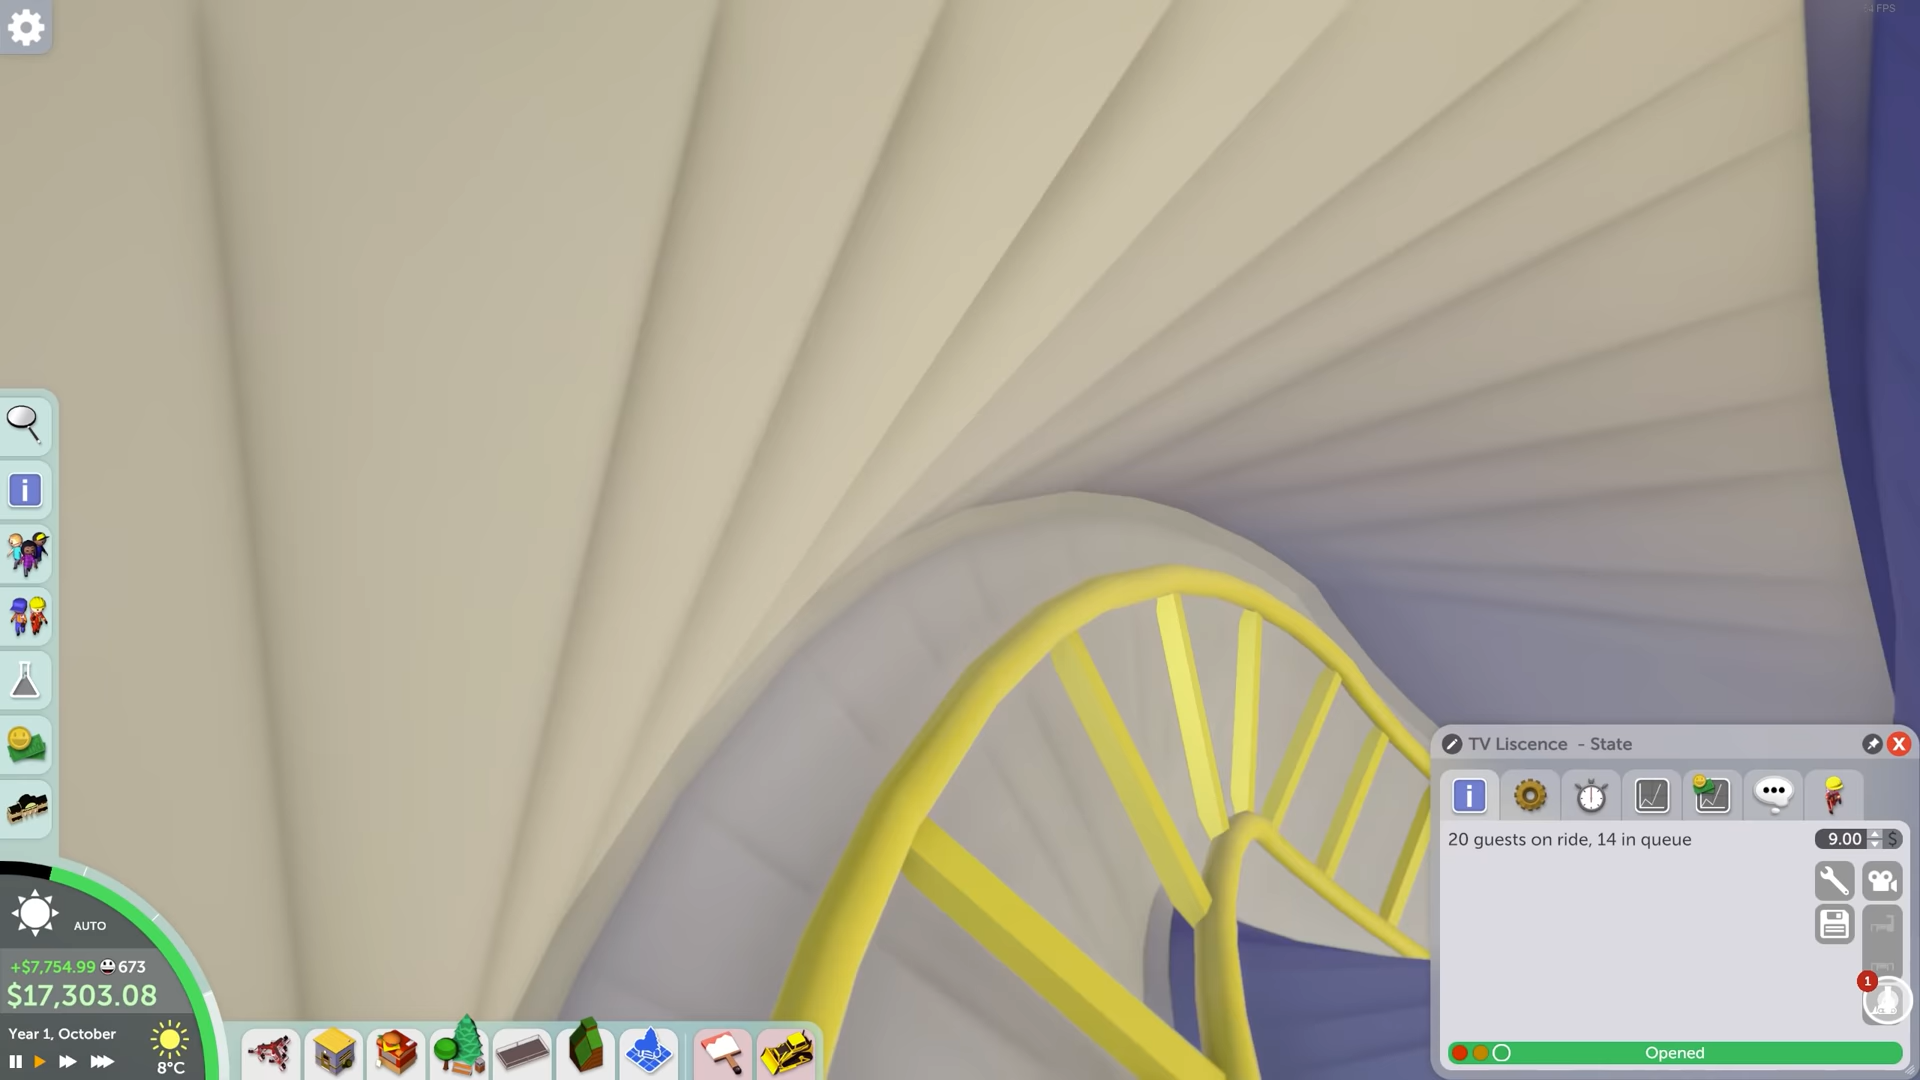 TV Liscence - State
20 guests on ride, 14 in queue
9.00 $
1
Opened
AUTO
+$7,754.99 673
$17,303.08
Year 1, October
8°C